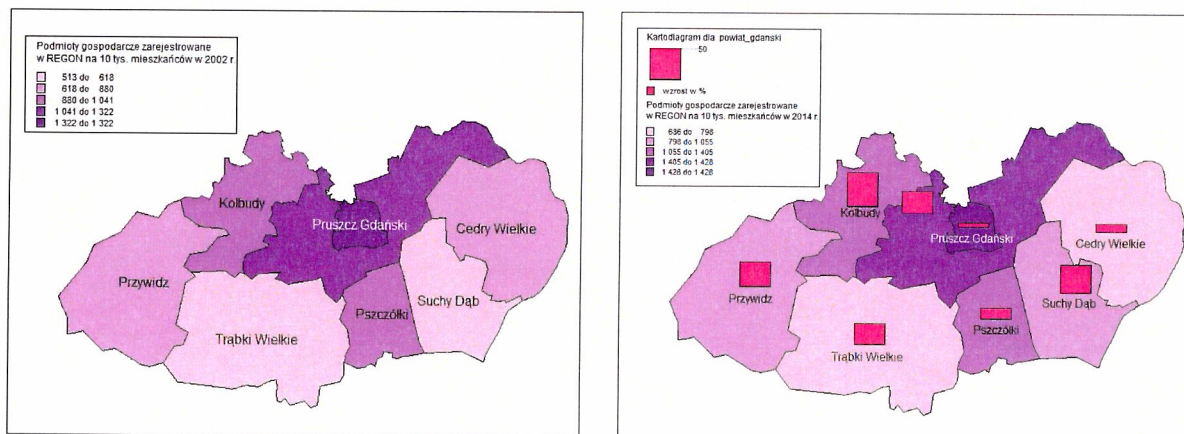 Podmioty gospodarcze zarejestrowane
w REGON na 10 tys. mieszkańców w 2002 r.
513 do 618
618 do 880
880 do 1 041
1 041 do 1 322
1 322 do 1 322
Kolbudy
Pruszcz Gdański
Cedry Wielkie
Przywidz
Suchy Dąb
Pszczółki
Trąbki Wielkie
Kartodiagram dla powiat_gdański
50
wzrost w %
Podmioty gospodarcze zarejestrowane
w REGON na 10 tys. mieszkańców w 2014 r.
636 do 798
798 do 1 055
1 055 do 1 405
1 405 do 1 428
1 428 do 1 428
Kolbudy
Pruszcz Gdański
Cedry Wielkie
Przywidz
Suchy Dąb
Pszczółki
Trąbki Wielkie